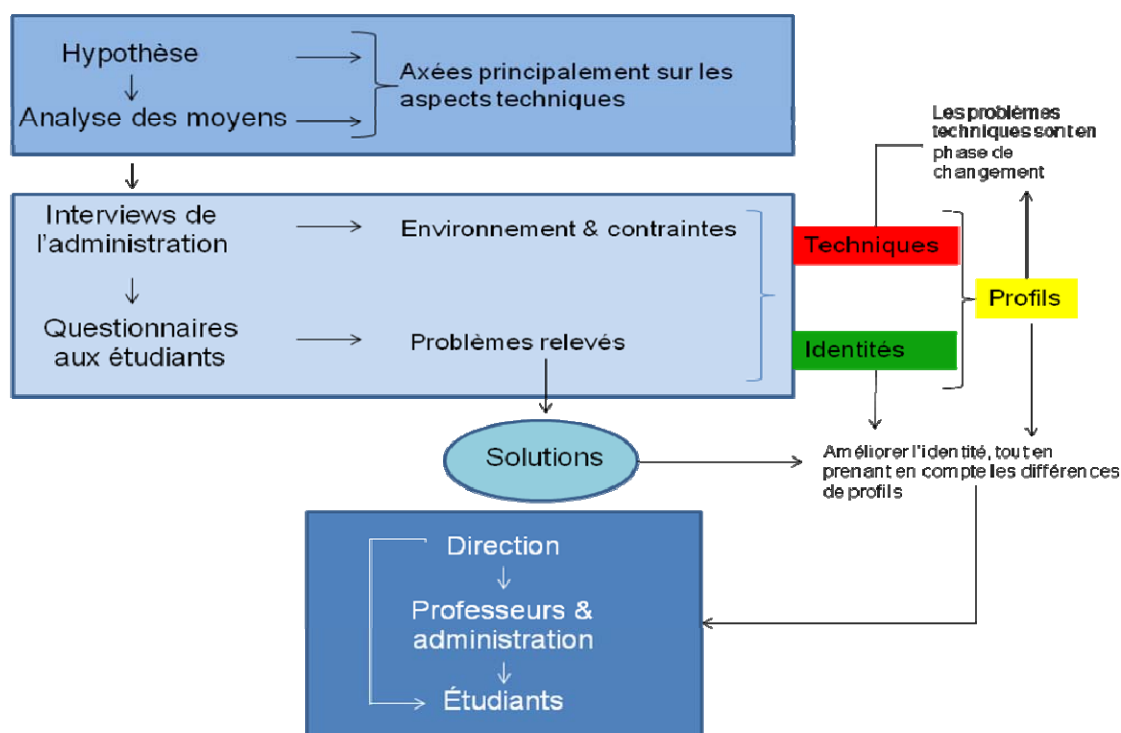 Hypothèse
Analyse des moyens
Axées principalement sur les
aspects techniques
Les problèmes
techniques sont en
phase de
changement
Interviews de
l'administration
Environnement & contraintes
Techniques
Profils
Questionnaires
aux étudiants
Problèmes relevés
Identités
Solutions
Améliorer l'identité, tout en
prenant en compte les différences
de profils
Direction
Professeurs &
administration
Étudiants